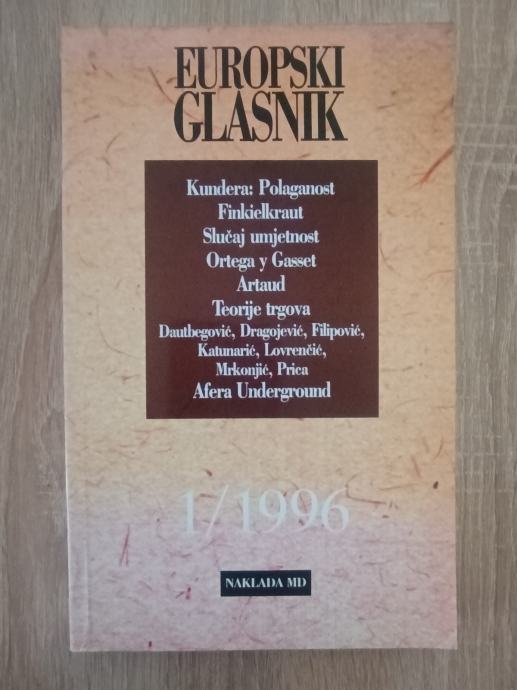 EUROPSKI
GLASNIK
Kundera: Polaganost
Finkielkraut
Slučaj umjetnost
Ortega y Gasset
Artaud
Teorije trgova
Dautbegović, Dragojević, Filipović,
Katunarić, Lovrenčić,
Mrkonjić, Prica
Afera Underground
1/1996
NAKLADA MD